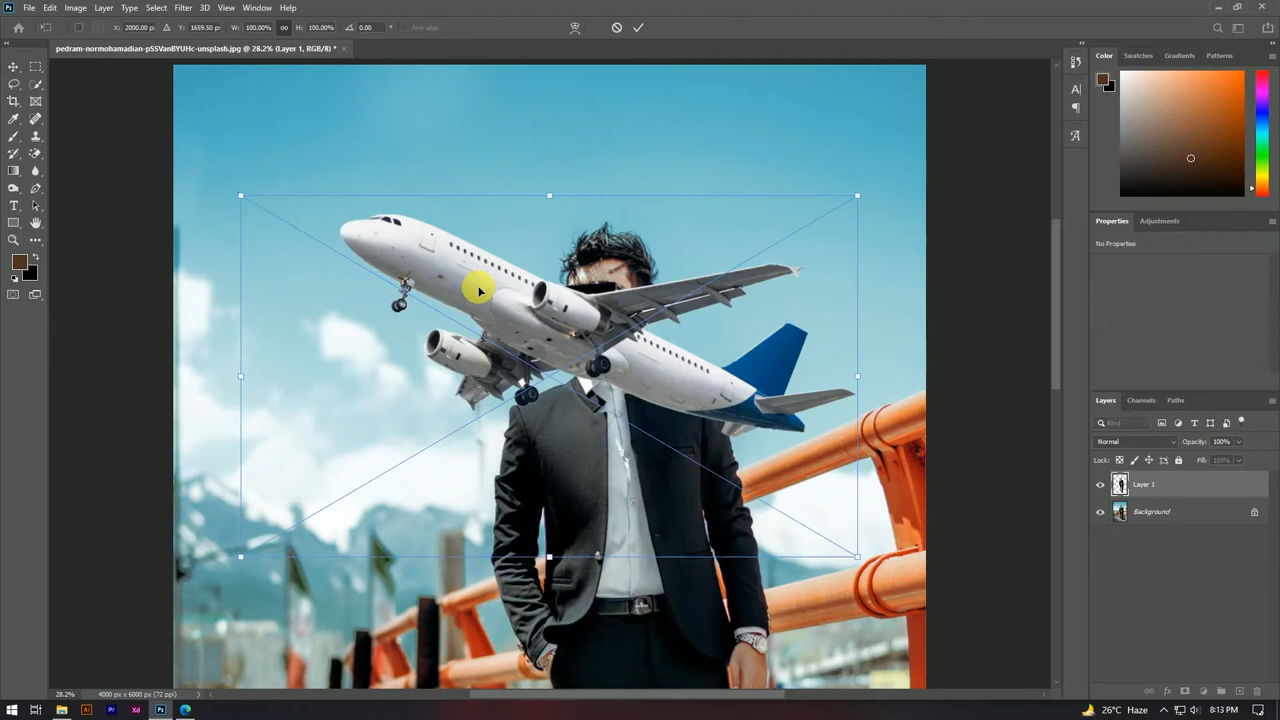 File Edit Image Layer Type Select Filter 3D View Window Help
X: 2000.00 px Y: 1659.50 px W: 100.00% H: 100.00% 0.00 ° Anti-alias
pedram-normohamadian-pSSVanBYUHc-unsplash.jpg @ 28.2% (Layer 1, RGB/8) * ×
Color Swatches Gradients Patterns
Properties Adjustments
No Properties
Layers Channels Paths
Kind
Normal Opacity: 100%
Lock: Fill: 100%
Layer 1
Background
28.2% 4000 px x 6000 px (72 ppi)
26°C Haze 8:13 PM